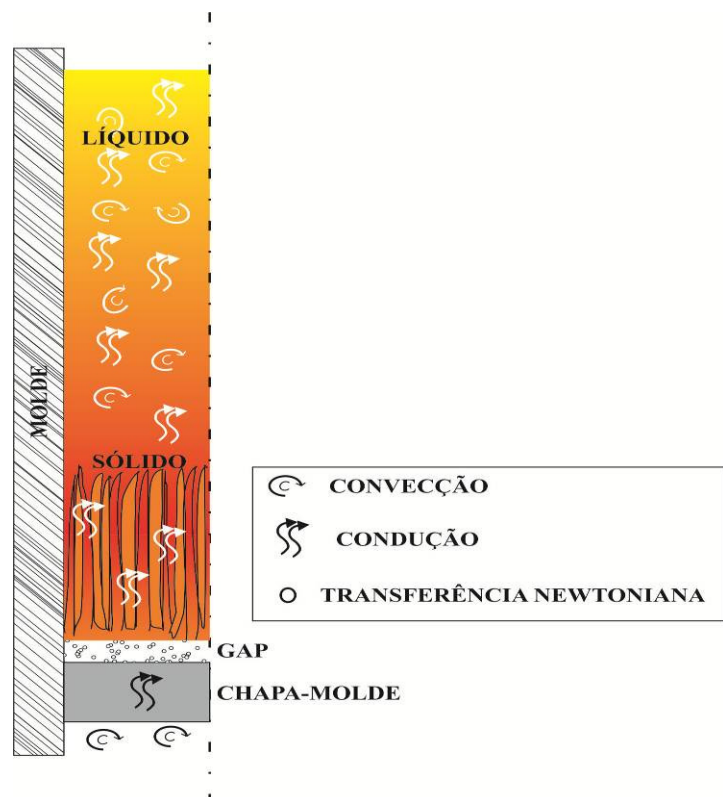 LÍQUIDO
MOLDE
SÓLIDO
C CONVECÇÃO
CONDUÇÃO
TRANSFERÊNCIA NEWTONIANA
GAP
CHAPA-MOLDE